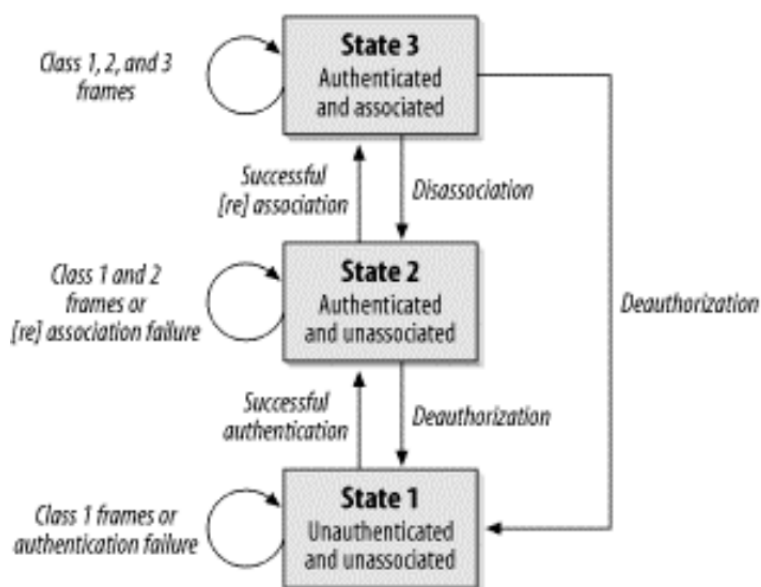 State 3
Authenticated
and associated
Class 1, 2, and 3
frames
Successful
[re] association
Disassociation
State 2
Authenticated
and unassociated
Class 1 and 2
frames or
[re] association failure
Deauthorization
Successful
authentication
Deauthorization
State 1
Unauthenticated
and unassociated
Class 1 frames or
authentication failure